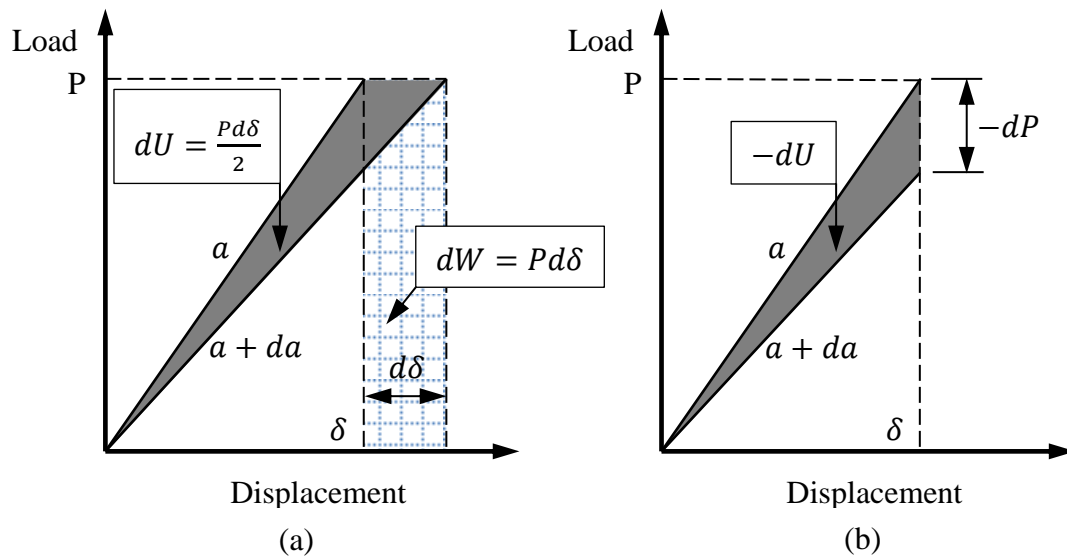 Load
P
𝑑𝑈 = 𝑃𝑑𝛿/2
𝑎
𝑑𝑊 = 𝑃𝑑𝛿
𝑎 + 𝑑𝑎
𝑑𝛿
𝛿
Displacement
(a)
Load
P
−𝑑𝑃
−𝑑𝑈
𝑎
𝑎 + 𝑑𝑎
𝛿
Displacement
(b)